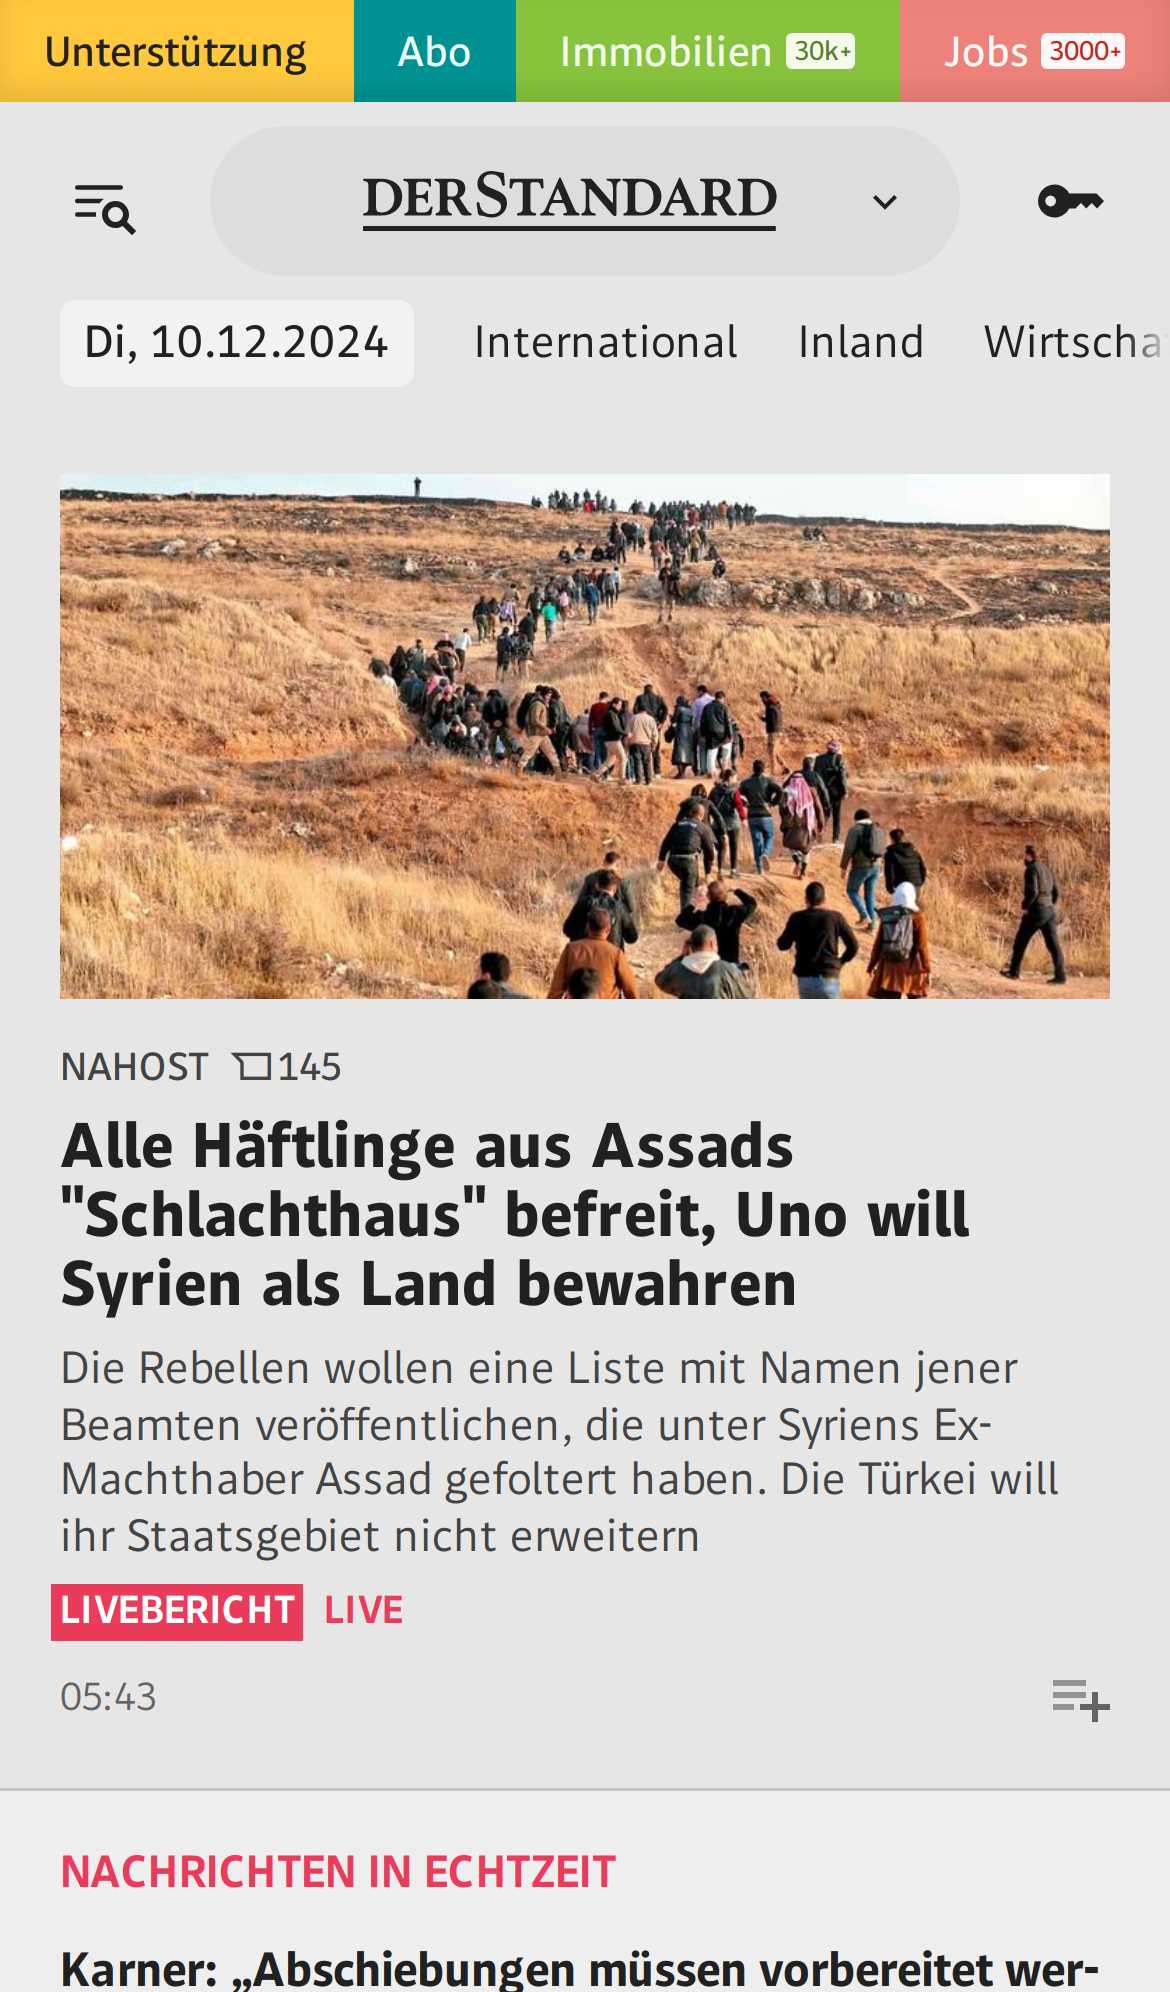 Unterstützung Abo Immobilien 30k+ Jobs 3000+
DERSTANDARD
Di, 10.12.2024 International Inland Wirtscha
NAHOST 145
Alle Häftlinge aus Assads
"Schlachthaus" befreit, Uno will
Syrien als Land bewahren
Die Rebellen wollen eine Liste mit Namen jener
Beamten veröffentlichen, die unter Syriens Ex-
Machthaber Assad gefoltert haben. Die Türkei will
ihr Staatsgebiet nicht erweitern
LIVEBERICHT LIVE
05:43
NACHRICHTEN IN ECHTZEIT
Karner: „Abschiebungen müssen vorbereitet wer-